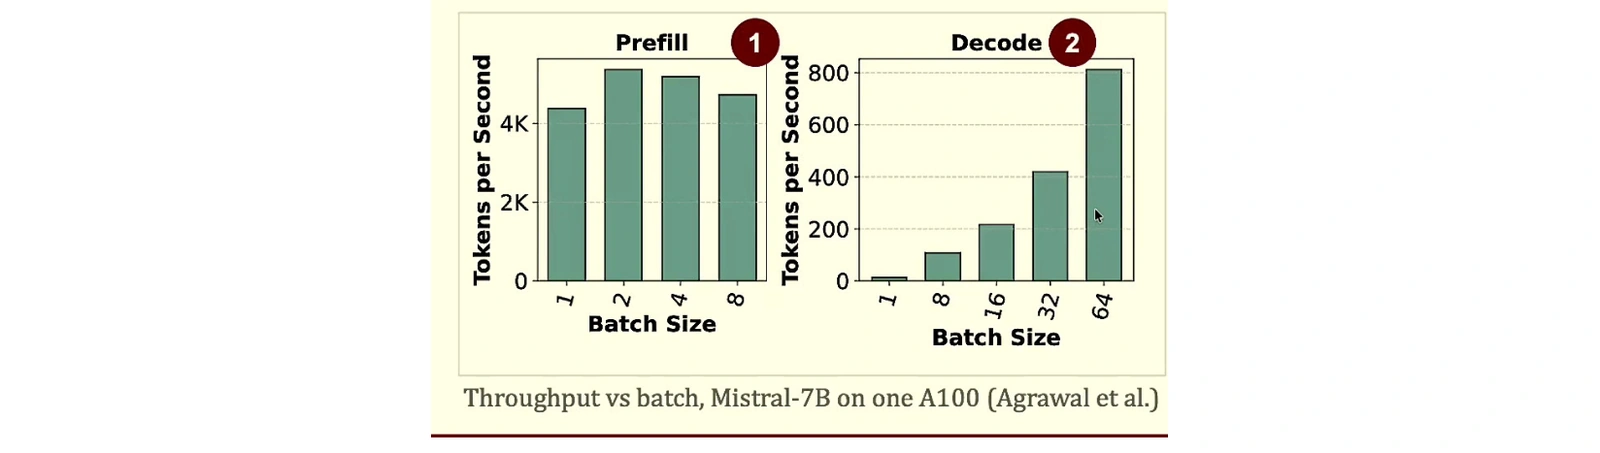 Prefill
1
Tokens per Second
4K
2K
0
1 2 4 8
Batch Size
Decode
2
Tokens per Second
800
600
400
200
0
1 8 16 32 64
Batch Size
Throughput vs batch, Mistral-7B on one A100 (Agrawal et al.)